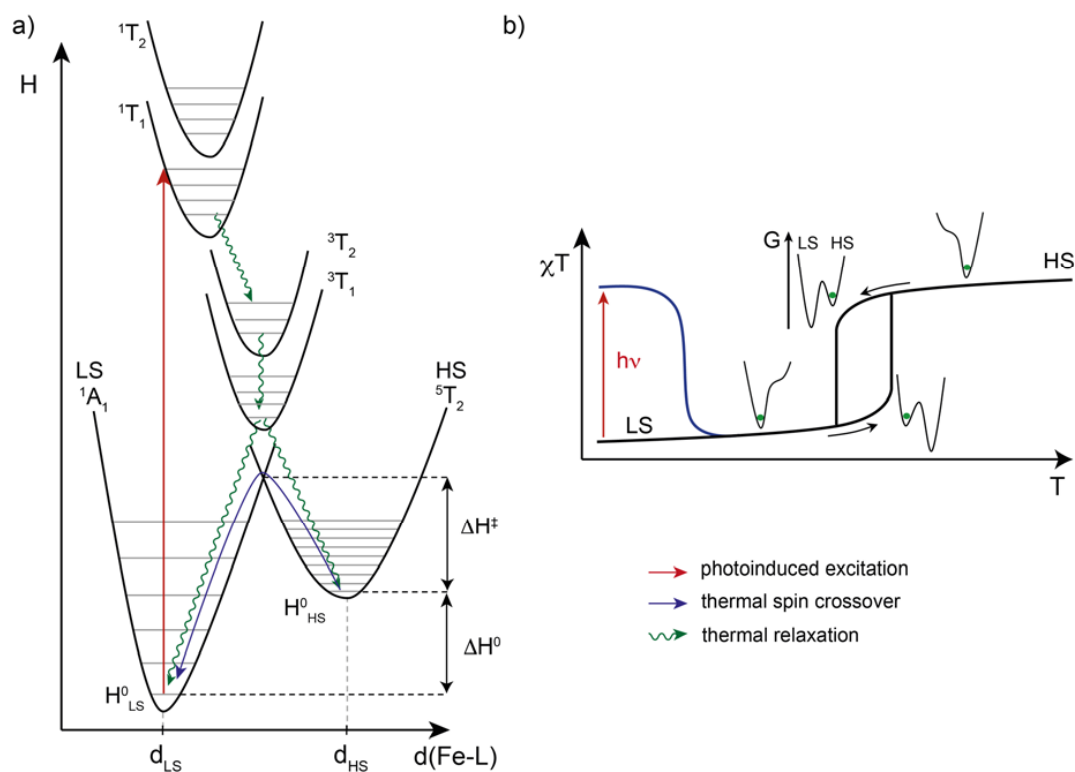 a)
H
¹T₂
¹T₁
³T₂
³T₁
LS
¹A₁
HS
⁵T₂
ΔH‡
H⁰HS
ΔH⁰
H⁰LS
dLS
dHS
d(Fe-L)
b)
χT
G
LS HS
HS
hν
LS
T
photoinduced excitation
thermal spin crossover
thermal relaxation